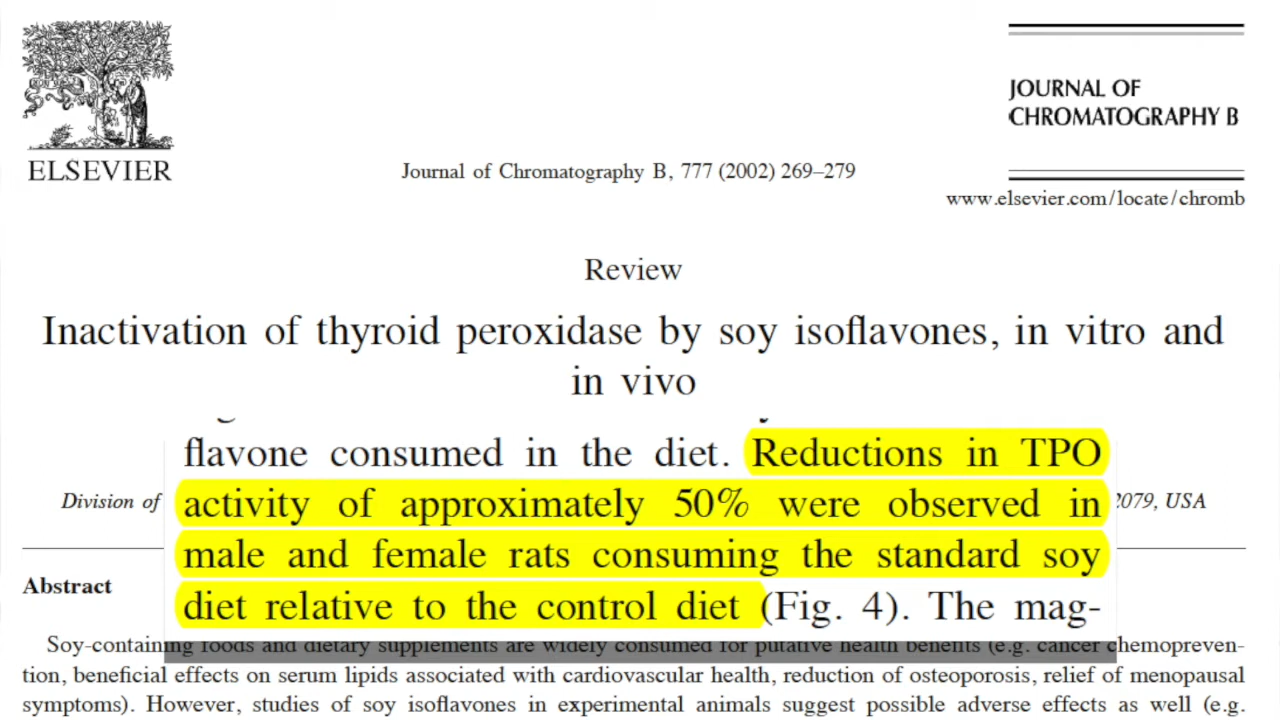 ELSEVIER
Journal of Chromatography B, 777 (2002) 269–279
JOURNAL OF
CHROMATOGRAPHY B
www.elsevier.com/locate/chromb
Review
Inactivation of thyroid peroxidase by soy isoflavones, in vitro and
in vivo
flavone consumed in the diet. Reductions in TPO
activity of approximately 50% were observed in
male and female rats consuming the standard soy
diet relative to the control diet (Fig. 4). The mag-
Division of
2079, USA
Abstract
Soy-containing foods and dietary supplements are widely consumed for putative health benefits (e.g. cancer chemopreven-
tion, beneficial effects on serum lipids associated with cardiovascular health, reduction of osteoporosis, relief of menopausal
symptoms). However, studies of soy isoflavones in experimental animals suggest possible adverse effects as well (e.g.